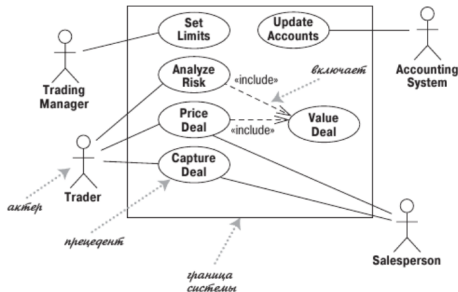 Set
Limits
Update
Accounts
Trading
Manager
Analyze
Risk
«include»
включает
Accounting
System
Price
Deal
«include»
Value
Deal
Capture
Deal
Trader
актер
прецедент
граница
системы
Salesperson